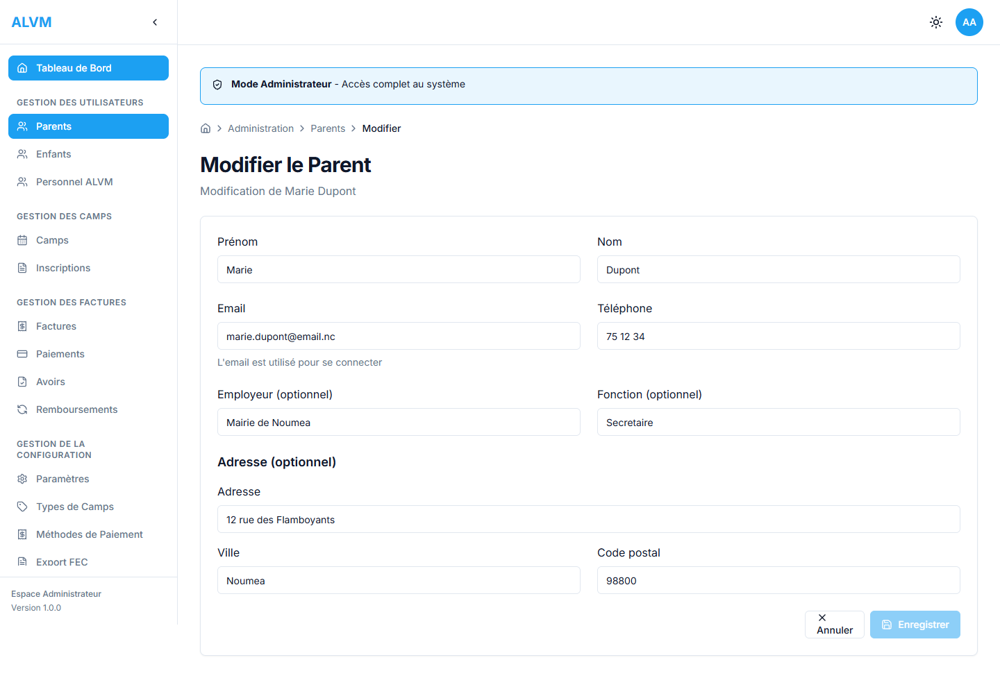 ALVM
AA
Tableau de Bord
GESTION DES UTILISATEURS
Parents
Enfants
Personnel ALVM
GESTION DES CAMPS
Camps
Inscriptions
GESTION DES FACTURES
Factures
Paiements
Avoirs
Remboursements
GESTION DE LA
CONFIGURATION
Paramètres
Types de Camps
Méthodes de Paiement
Export FEC
Espace Administrateur
Version 1.0.0
Mode Administrateur - Accès complet au système
Administration Parents Modifier
Modifier le Parent
Modification de Marie Dupont
Prénom
Nom
Marie
Dupont
Email
Téléphone
marie.dupont@email.nc
75 12 34
L'email est utilisé pour se connecter
Employeur (optionnel)
Fonction (optionnel)
Mairie de Noumea
Secretaire
Adresse (optionnel)
Adresse
12 rue des Flamboyants
Ville
Code postal
Noumea
98800
Annuler
Enregistrer